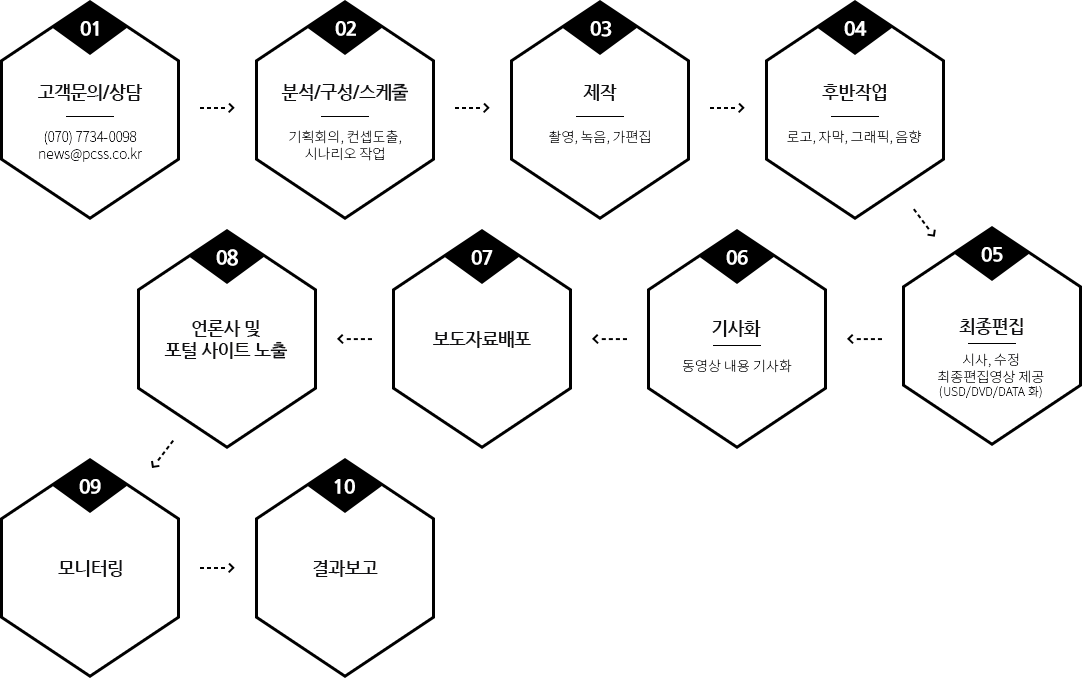 01
고객문의/상담
(070) 7734-0098
news@pcss.co.kr
02
분석/구성/스케줄
기획회의, 컨셉도출,
시나리오 작업
03
제작
촬영, 녹음, 가편집
04
후반작업
로고, 자막, 그래픽, 음향
05
최종편집
시사, 수정
최종편집영상 제공
(USD/DVD/DATA 화)
06
기사화
동영상 내용 기사화
07
보도자료배포
08
언론사 및
포털 사이트 노출
09
모니터링
10
결과보고